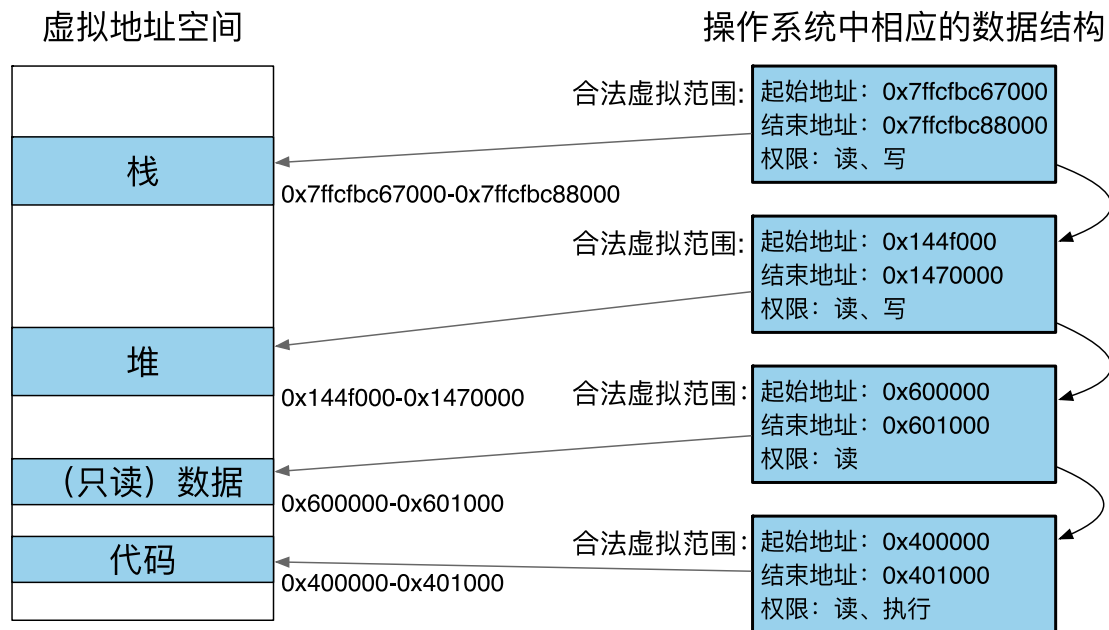 虚拟地址空间
操作系统中相应的数据结构
栈
0x7ffcfbc67000-0x7ffcfbc88000
合法虚拟范围:
起始地址：0x7ffcfbc67000
结束地址：0x7ffcfbc88000
权限：读、写
堆
0x144f000-0x1470000
合法虚拟范围:
起始地址：0x144f000
结束地址：0x1470000
权限：读、写
（只读）数据
0x600000-0x601000
合法虚拟范围:
起始地址：0x600000
结束地址：0x601000
权限：读
代码
0x400000-0x401000
合法虚拟范围:
起始地址：0x400000
结束地址：0x401000
权限：读、执行